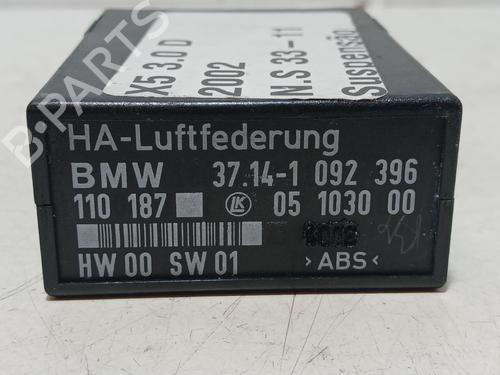 X5 3.0 D
2002
N.S 33-11
Suspensão
HA-Luftfederung
BMW 37.14-1 092 396
110 187 LK 05 1030 00
HW 00 SW 01 >ABS<
B-PARTS